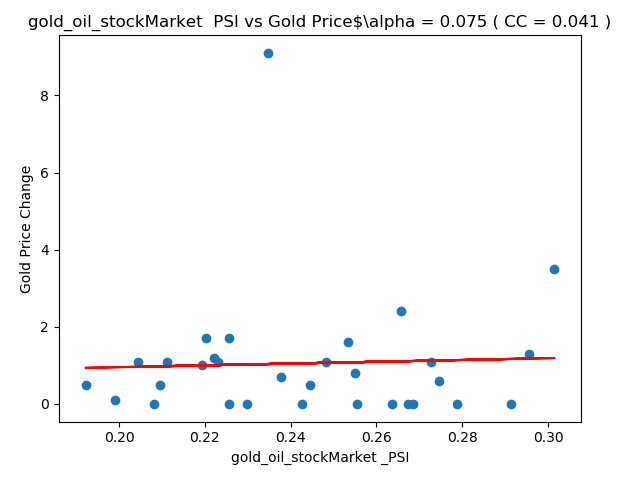 gold_oil_stockMarket  PSI vs Gold Price$\alpha = 0.075 ( CC = 0.041 )
8
6
4
2
0
Gold Price Change
0.20 0.22 0.24 0.26 0.28 0.30
gold_oil_stockMarket _PSI